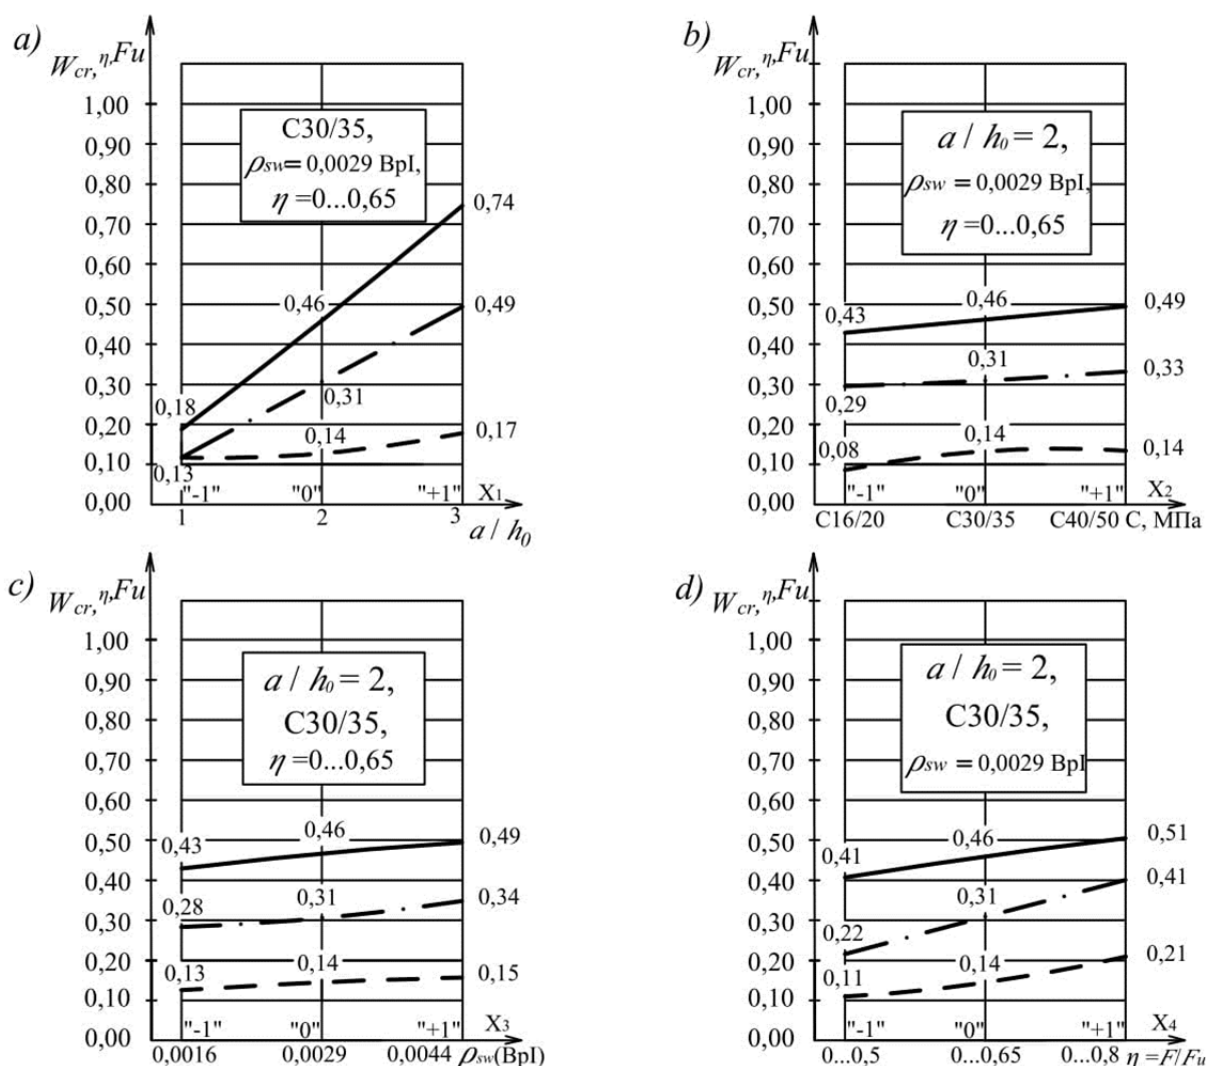 a)
Wcr, η, Fu
1,00
0,90
0,80
0,70
0,60
0,50
0,40
0,30
0,20
0,10
0,00
C30/35,
ρsw= 0,0029 BpI,
η =0...0,65
0,74
0,46
0,49
0,18
0,31
0,14
0,17
0,13
"-1" "0" "+1" X1
1 2 3
a / h0
b)
Wcr, η, Fu
1,00
0,90
0,80
0,70
0,60
0,50
0,40
0,30
0,20
0,10
0,00
a / h0 = 2,
ρsw = 0,0029 BpI,
η =0...0,65
0,43 0,46 0,49
0,31 0,33
0,29
0,08 0,14 0,14
"-1" "0" "+1" X2
C16/20 C30/35 C40/50 C, МПа
c)
Wcr, η, Fu
1,00
0,90
0,80
0,70
0,60
0,50
0,40
0,30
0,20
0,10
0,00
a / h0 = 2,
C30/35,
η =0...0,65
0,43 0,46 0,49
0,28 0,31 0,34
0,13 0,14 0,15
"-1" "0" "+1" X3
0,0016 0,0029 0,0044 ρsw(BpI)
d)
Wcr, η, Fu
1,00
0,90
0,80
0,70
0,60
0,50
0,40
0,30
0,20
0,10
0,00
a / h0 = 2,
C30/35,
ρsw = 0,0029 BpI
0,41 0,46 0,51
0,22 0,31 0,41
0,11 0,14 0,21
"-1" "0" "+1" X4
0...0,5 0...0,65 0...0,8 η =F/Fu